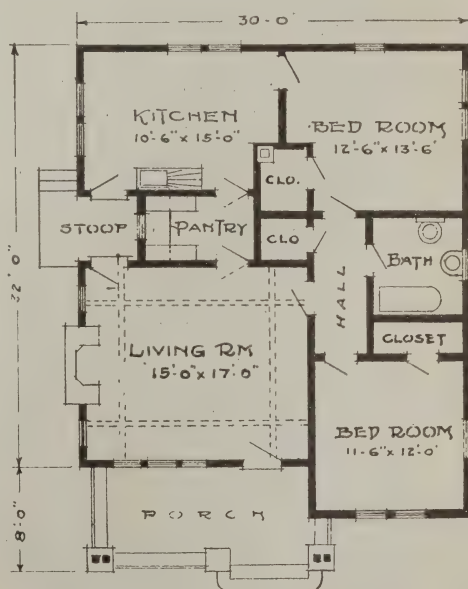 30-0"
KITCHEN
10'-6" x 15'-0"
BED ROOM
12'-6" x 13'-6"
CLO.
STOOP
PANTRY
CLO
HALL
BATH
32'-0"
LIVING RM
15'-0" x 17'-0"
CLOSET
BED ROOM
11-6" x 12'-0"
PORCH
8'-0"